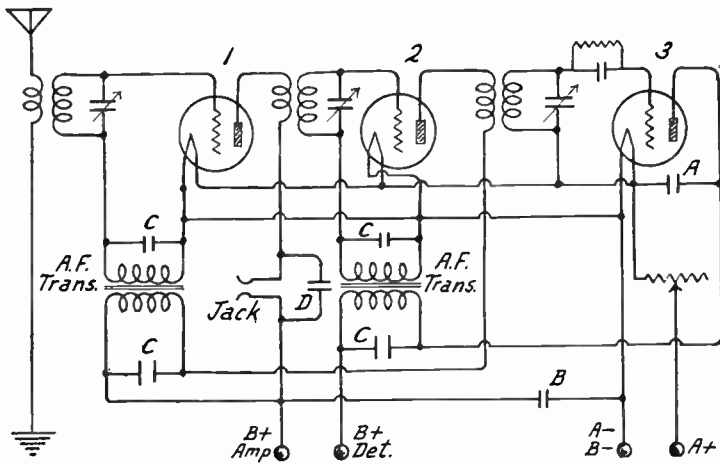 1
2
3
A
C
C
A.F.
Trans.
Jack
D
A.F.
Trans.
C
C
B
B+
Amp
B+
Det.
A-
B-
A+